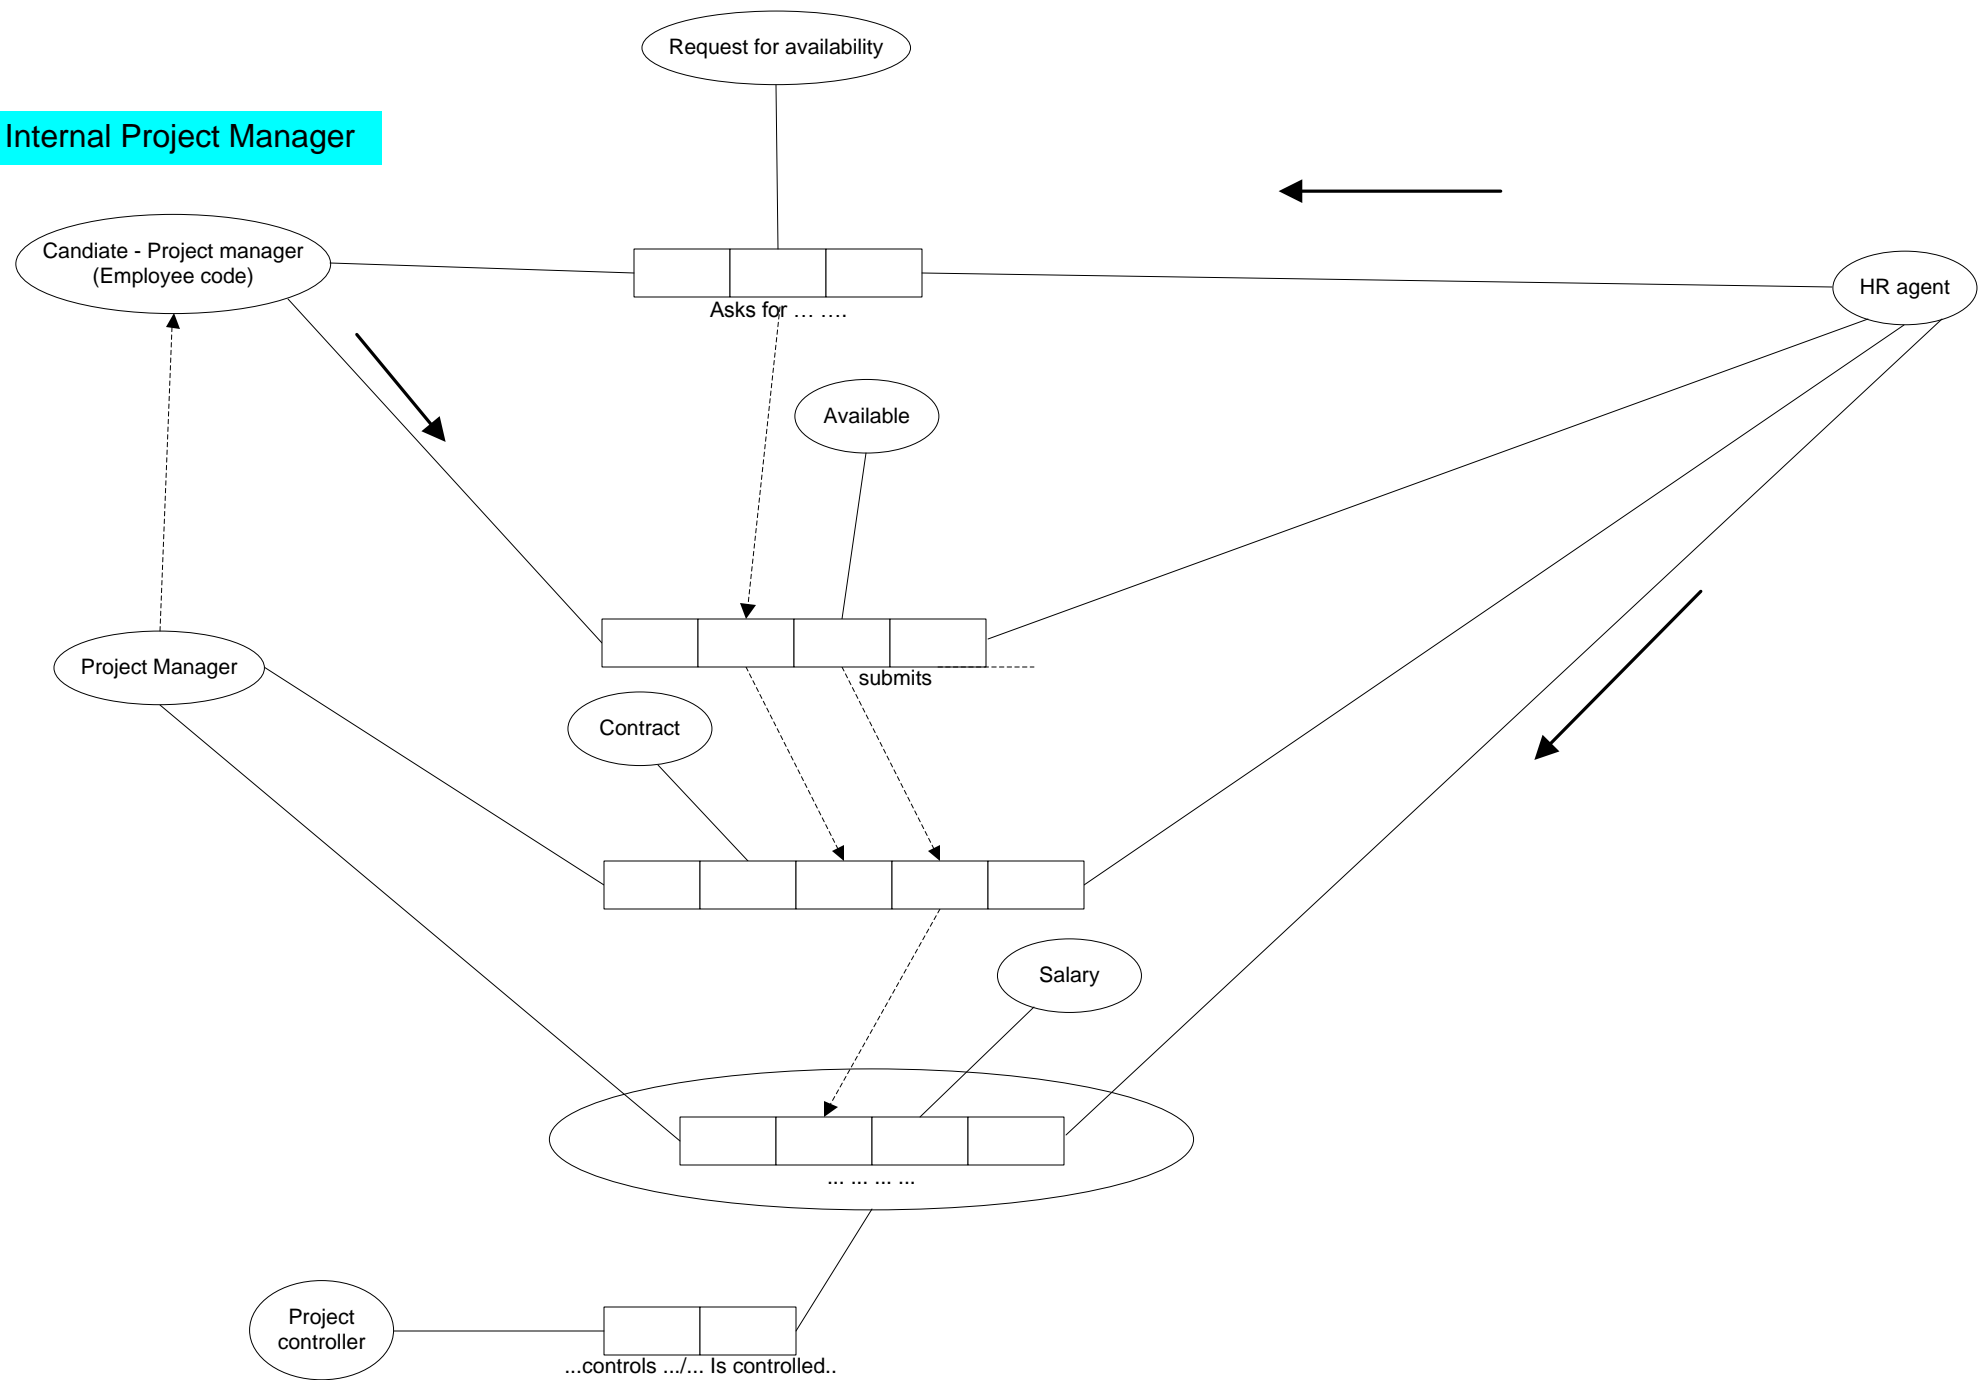 Request for availability
Internal Project Manager
Candiate - Project manager
(Employee code)
HR agent
Asks for ... ....
Available
Project Manager
submits
Contract
Salary
... ... ... ...
Project
controller
...controls .../... Is controlled..